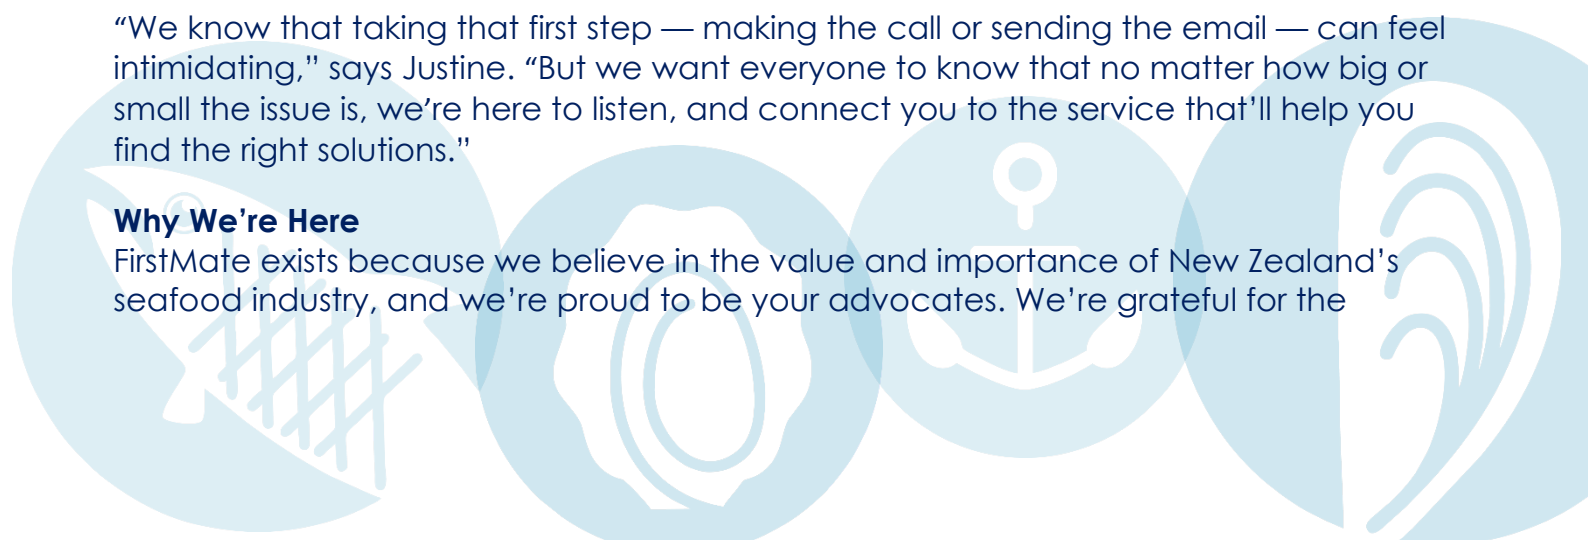 “We know that taking that first step — making the call or sending the email — can feel
intimidating,” says Justine. “But we want everyone to know that no matter how big or
small the issue is, we’re here to listen, and connect you to the service that’ll help you
find the right solutions.”
Why We’re Here
FirstMate exists because we believe in the value and importance of New Zealand’s
seafood industry, and we’re proud to be your advocates. We’re grateful for the